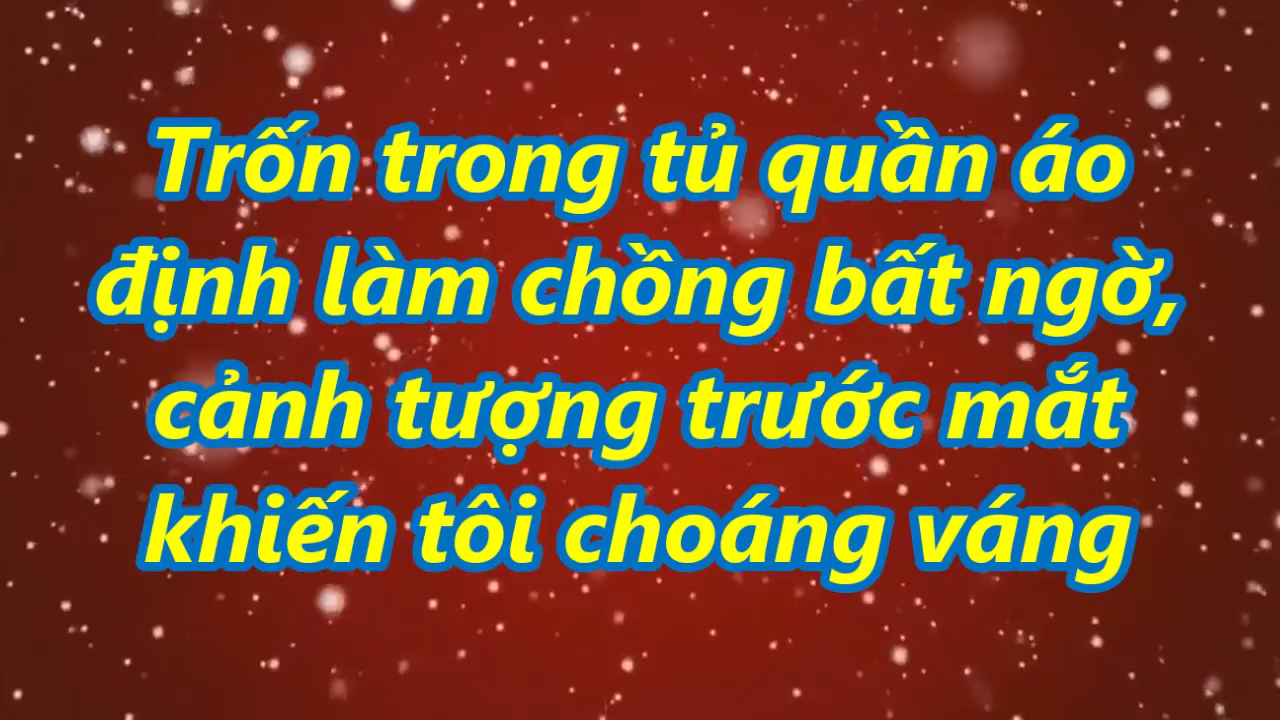 Trốn trong tủ quần áo
định làm chồng bất ngờ,
cảnh tượng trước mắt
khiến tôi choáng váng